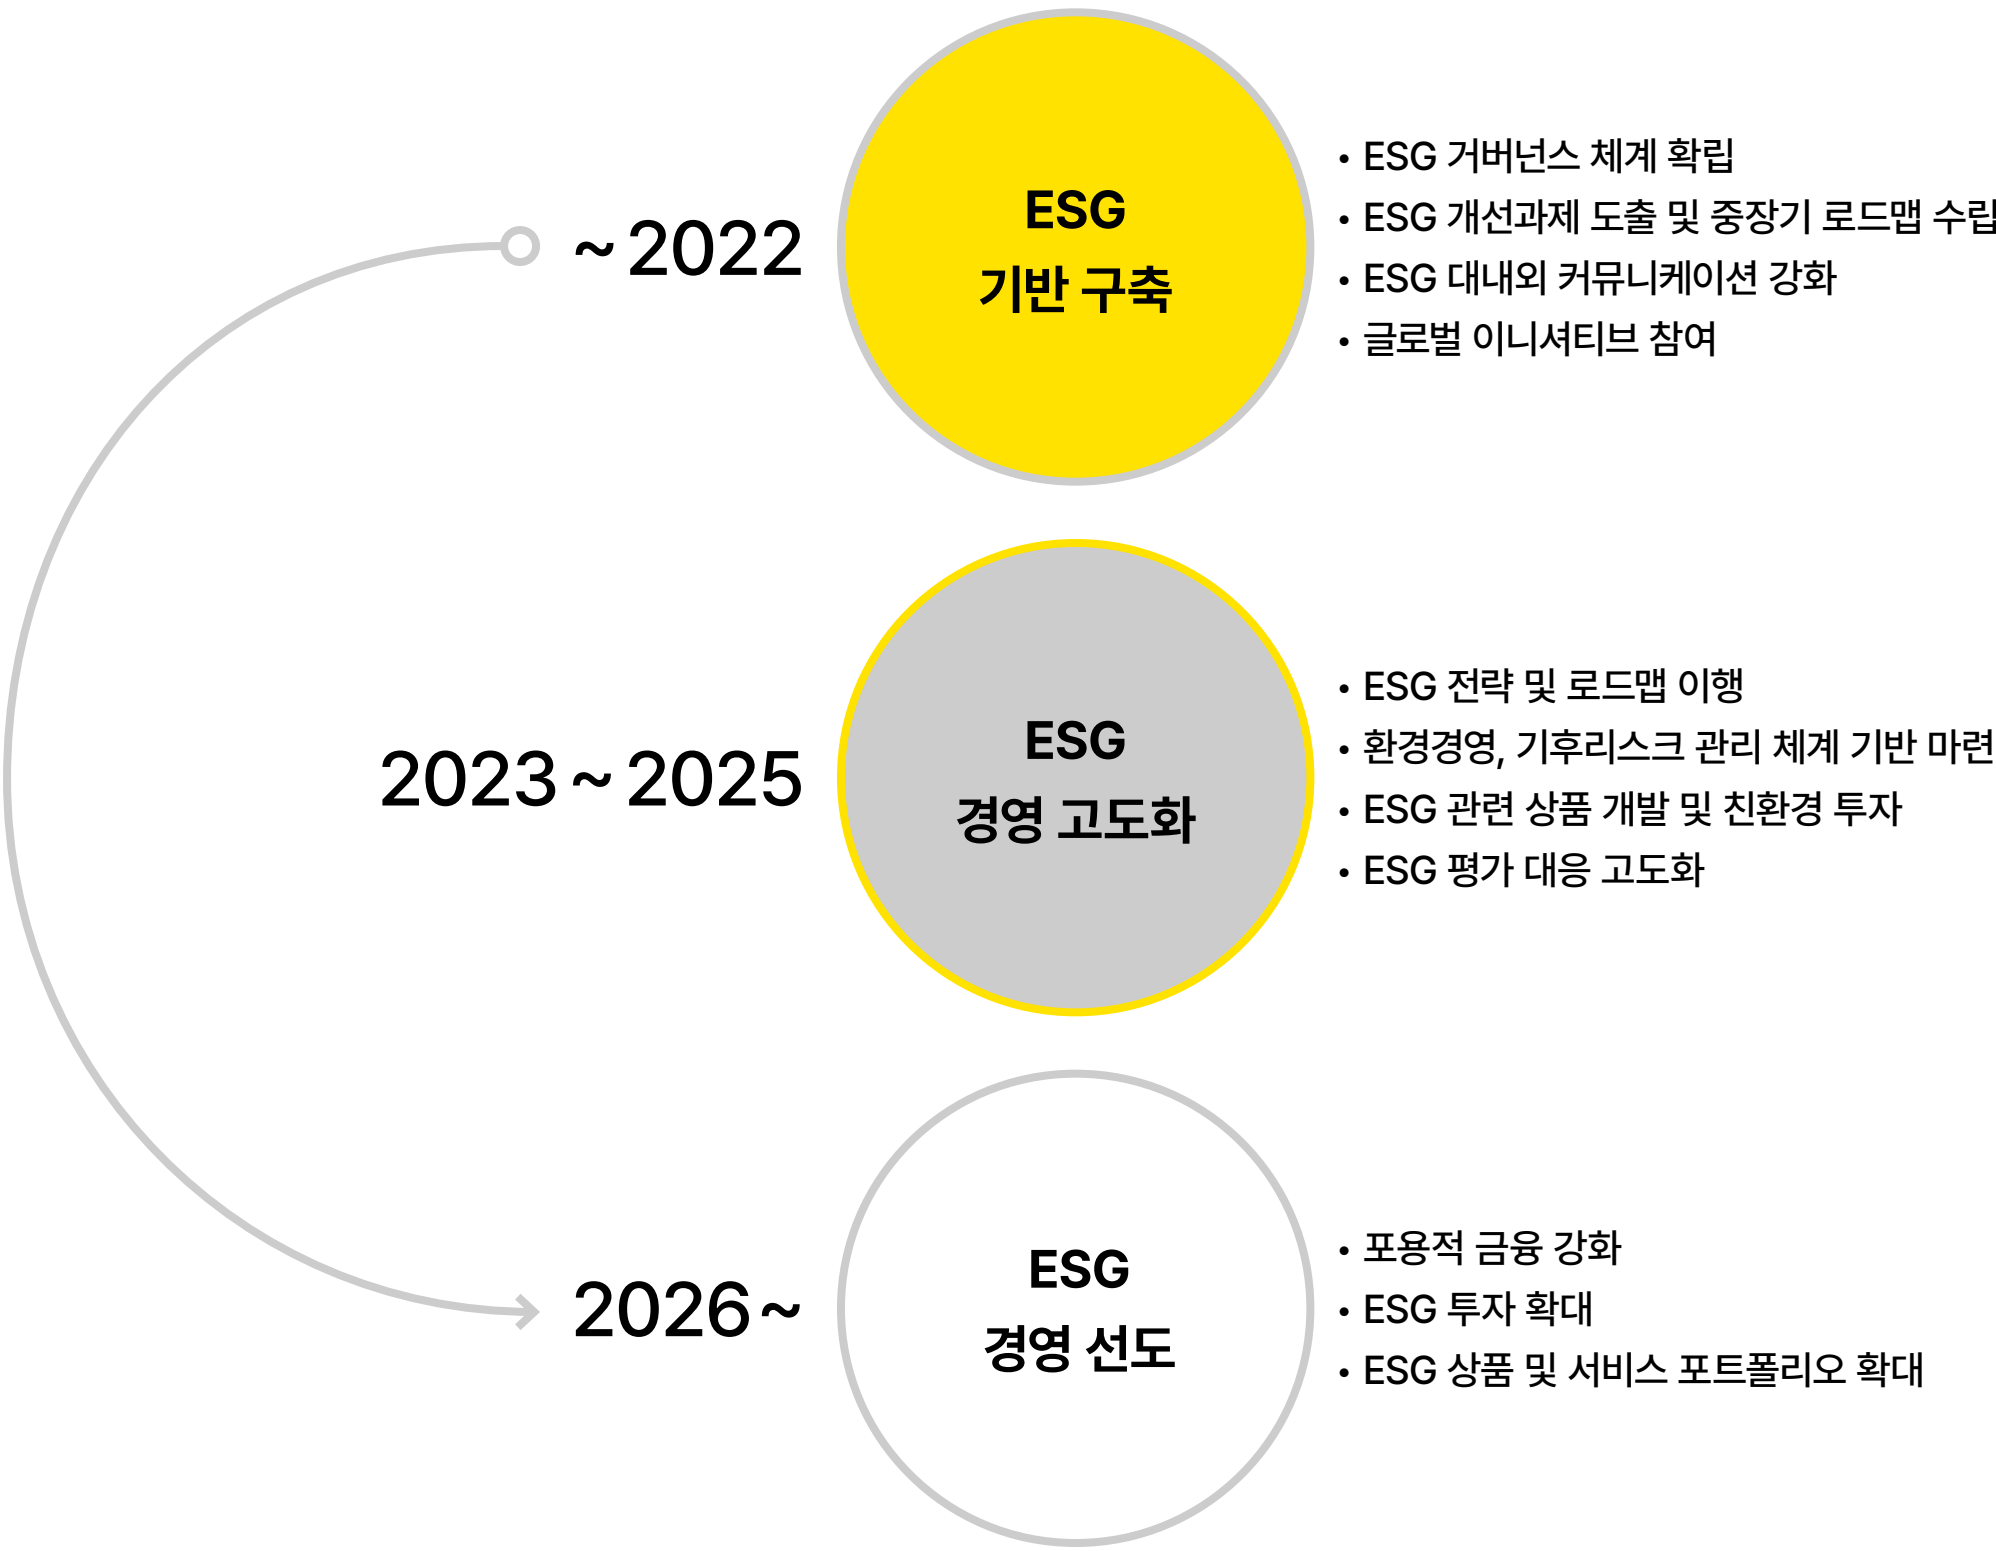 ~2022
ESG
기반 구축
• ESG 거버넌스 체계 확립
• ESG 개선과제 도출 및 중장기 로드맵 수립
• ESG 대내외 커뮤니케이션 강화
• 글로벌 이니셔티브 참여
2023~2025
ESG
경영 고도화
• ESG 전략 및 로드맵 이행
• 환경경영, 기후리스크 관리 체계 기반 마련
• ESG 관련 상품 개발 및 친환경 투자
• ESG 평가 대응 고도화
2026~
ESG
경영 선도
• 포용적 금융 강화
• ESG 투자 확대
• ESG 상품 및 서비스 포트폴리오 확대